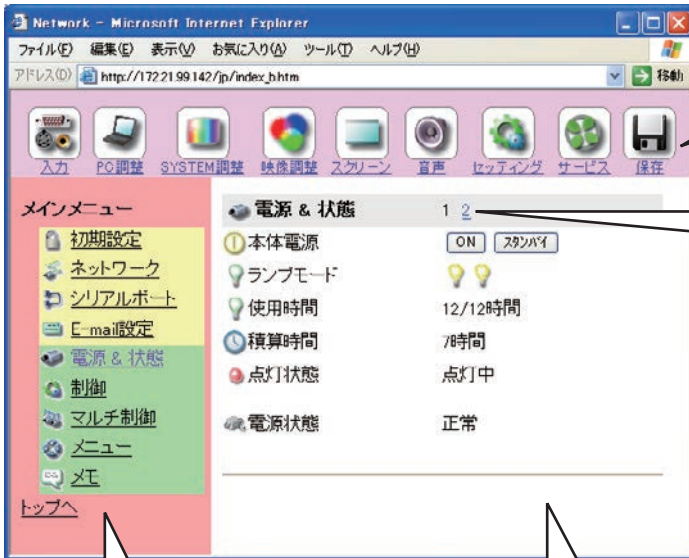 Network - Microsoft Internet Explorer
ファイル(F) 編集(E) 表示(V) お気に入り(A) ツール(T) ヘルプ(H)
アドレス(D) http://172.21.99.142/jp/index_b.htm 移動
入力 PC調整 SYSTEM調整 映像調整 スクリーン 音声 セッティング サービス 保存
メインメニュー
初期設定
ネットワーク
シリアルポート
E-mail設定
電源 & 状態
制御
マルチ制御
メニュー
メモ
トップへ
電源 & 状態 1 2
本体電源 ON スタンバイ
ランプモード
使用時間 12/12時間
積算時間 7時間
点灯状態 点灯中
電源状態 正常